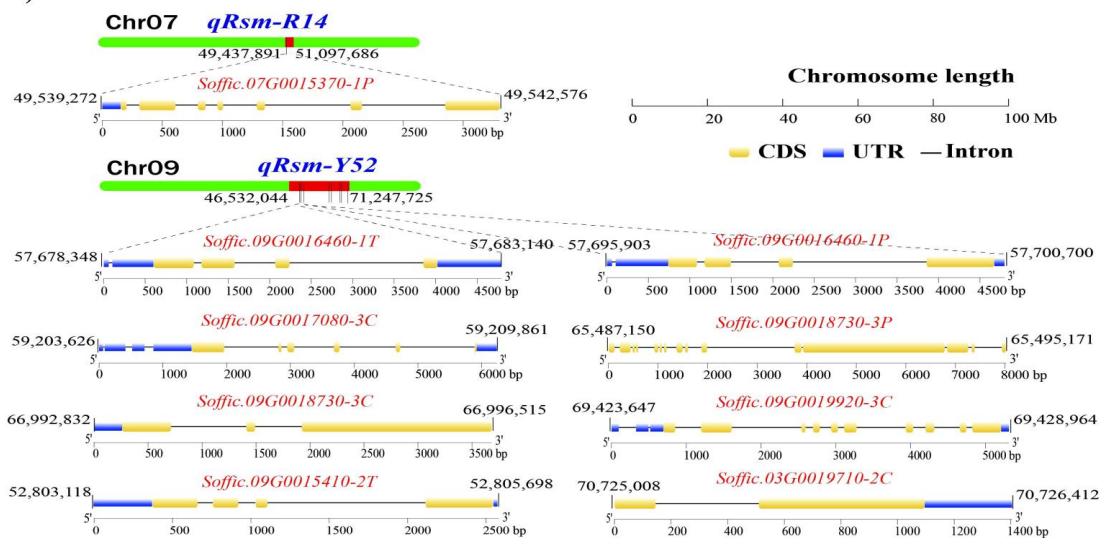 )
Chr07 qRsm-R14
49,437,891 51,097,686
Soffic.07G0015370-1P
49,539,272 49,542,576
5' 3'
0 500 1000 1500 2000 2500 3000 bp
Chromosome length
0 20 40 60 80 100 Mb
CDS UTR Intron
Chr09 qRsm-Y52
46,532,044 71,247,725
Soffic.09G0016460-1T
57,678,348 57,683,140
5' 3'
0 500 1000 1500 2000 2500 3000 3500 4000 4500 bp
Soffic.09G0016460-1P
57,695,903 57,700,700
5' 3'
0 500 1000 1500 2000 2500 3000 3500 4000 4500 bp
Soffic.09G0017080-3C
59,203,626 59,209,861
5' 3'
0 1000 2000 3000 4000 5000 6000 bp
Soffic.09G0018730-3P
65,487,150 65,495,171
5' 3'
0 1000 2000 3000 4000 5000 6000 7000 8000 bp
Soffic.09G0018730-3C
66,992,832 66,996,515
5' 3'
0 500 1000 1500 2000 2500 3000 3500 bp
Soffic.09G0019920-3C
69,423,647 69,428,964
5' 3'
0 1000 2000 3000 4000 5000 bp
Soffic.09G0015410-2T
52,803,118 52,805,698
5' 3'
0 500 1000 1500 2000 2500 bp
Soffic.03G0019710-2C
70,725,008 70,726,412
5' 3'
0 200 400 600 800 1000 1200 1400 bp